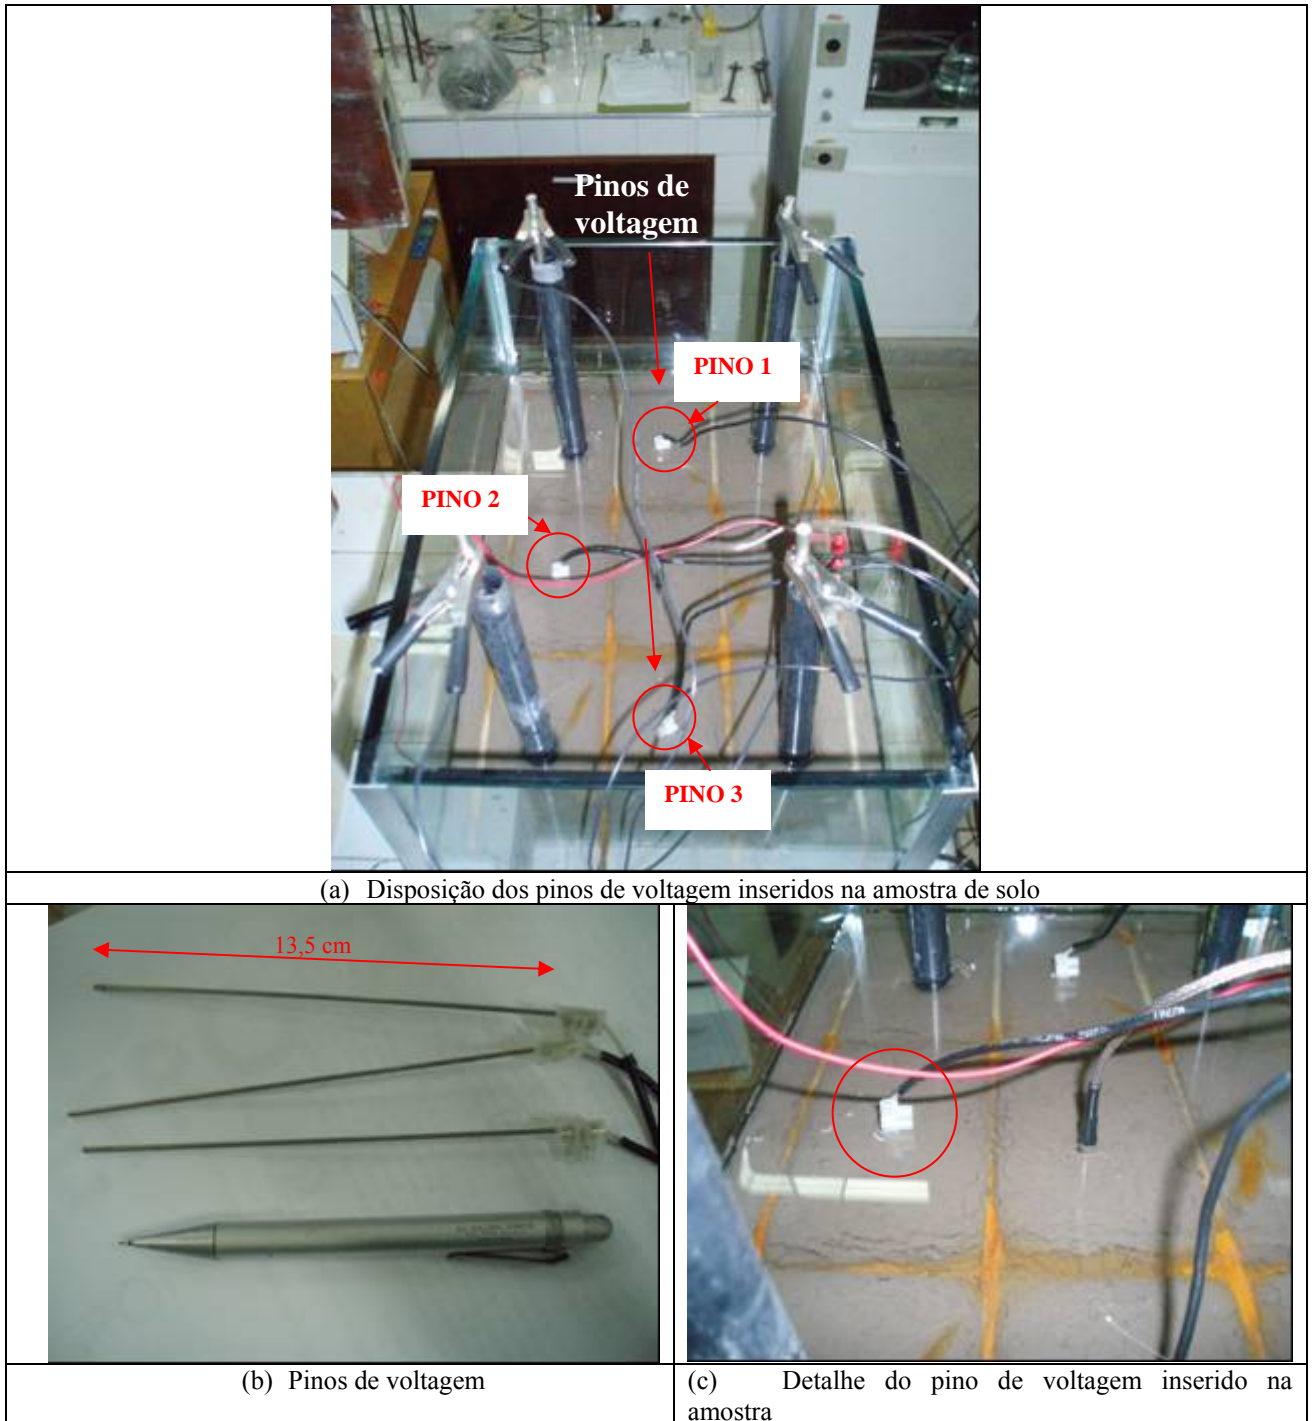 Pinos de
voltagem
PINO 1
PINO 2
PINO 3
(a) Disposição dos pinos de voltagem inseridos na amostra de solo
13,5 cm
(b) Pinos de voltagem
(c) Detalhe do pino de voltagem inserido na
amostra